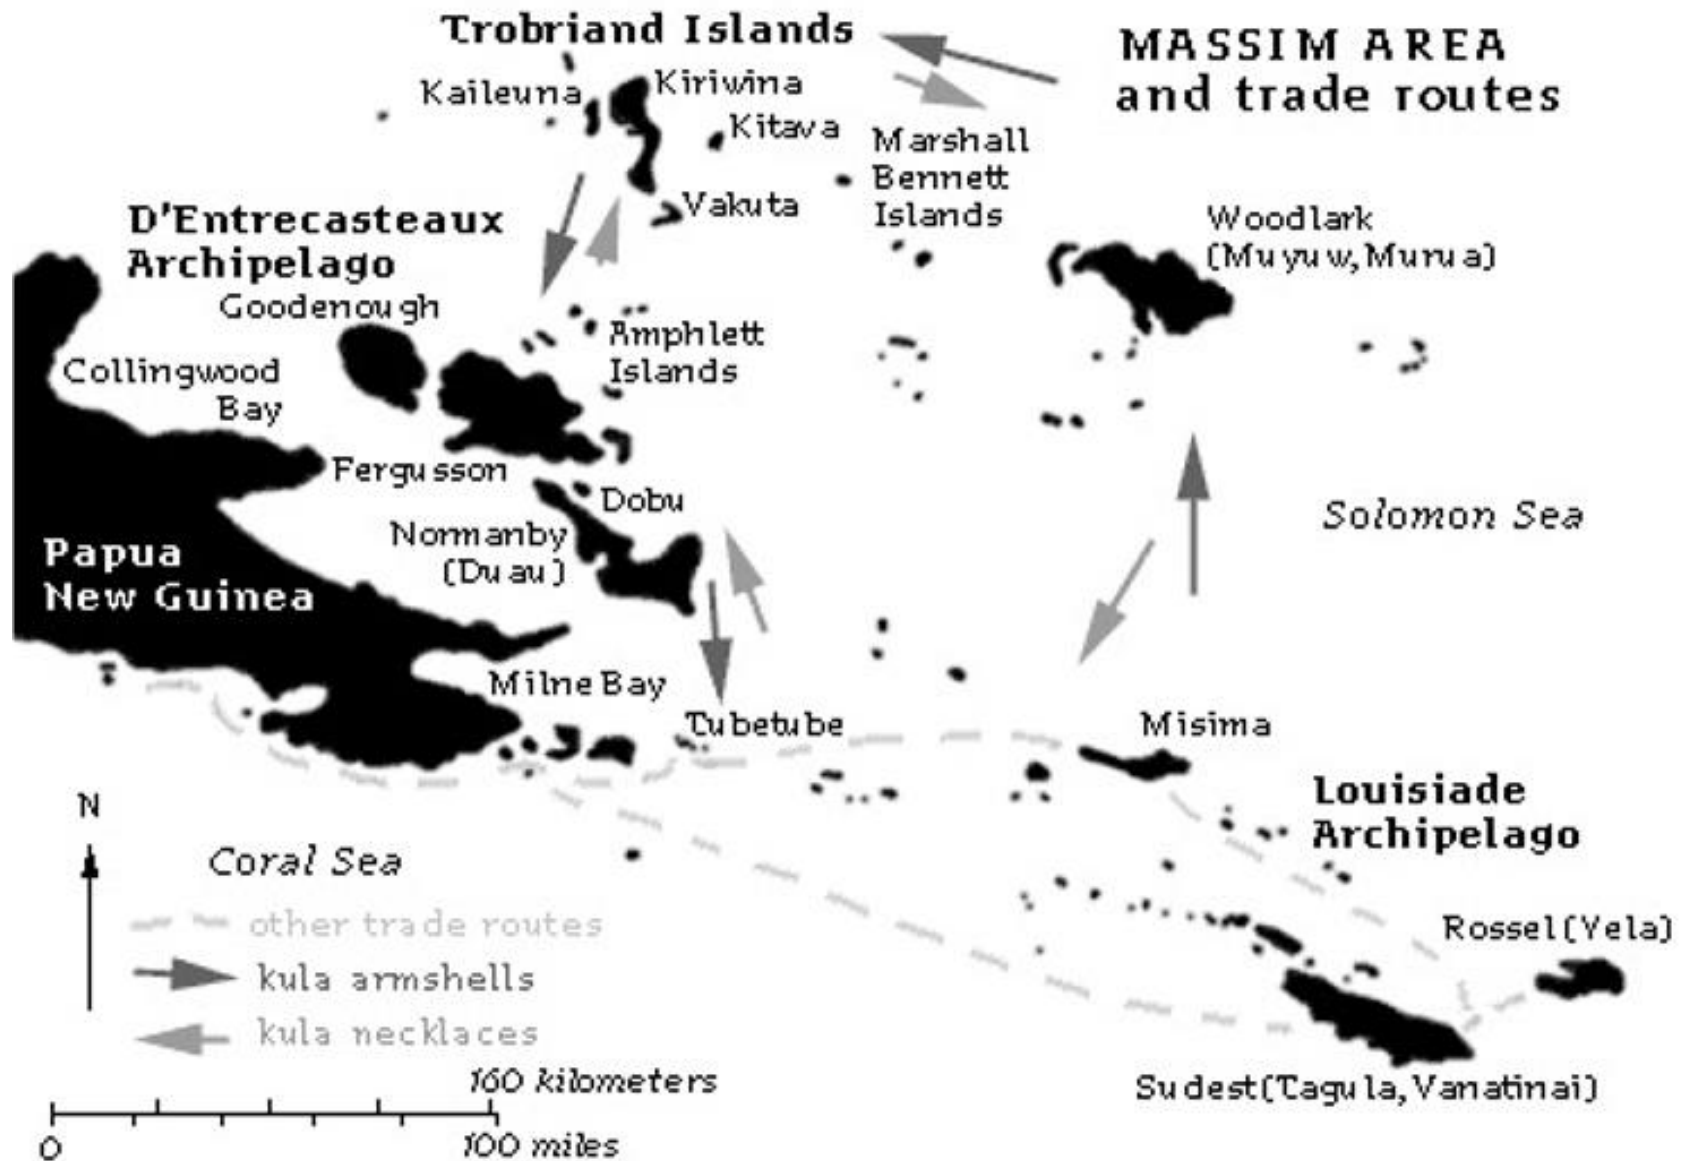 Trobriand Islands
MASSIM AREA
and trade routes
Kaileuna
Kiriwina
Kitava
Marshall
Bennett
Islands
Vakuta
D'Entrecasteaux
Archipelago
Woodlark
(Muyuw, Murua)
Goodenough
Amphlett
Islands
Collingwood
Bay
Fergusson
Dobu
Solomon Sea
Normanby
(Duau)
Papua
New Guinea
Milne Bay
Tubetube
Misima
Louisiade
Archipelago
N
Coral Sea
other trade routes
Rossel (Yela)
kula armshells
kula necklaces
160 kilometers
Sudest (Tagula, Vanatinai)
0
100 miles